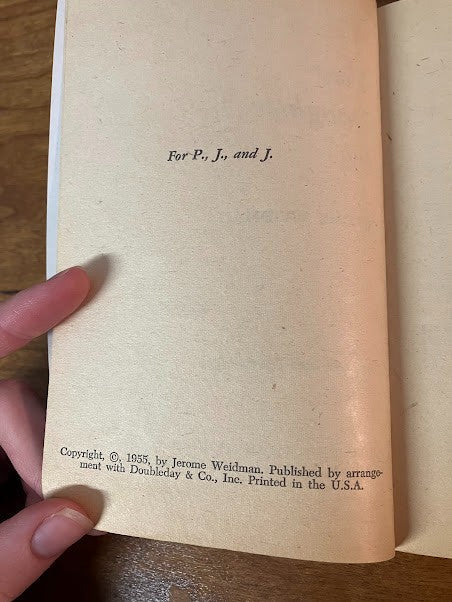 For P., J., and J.
Copyright, ©, 1955, by Jerome Weidman. Published by arrange-
ment with Doubleday & Co., Inc. Printed in the U.S.A.